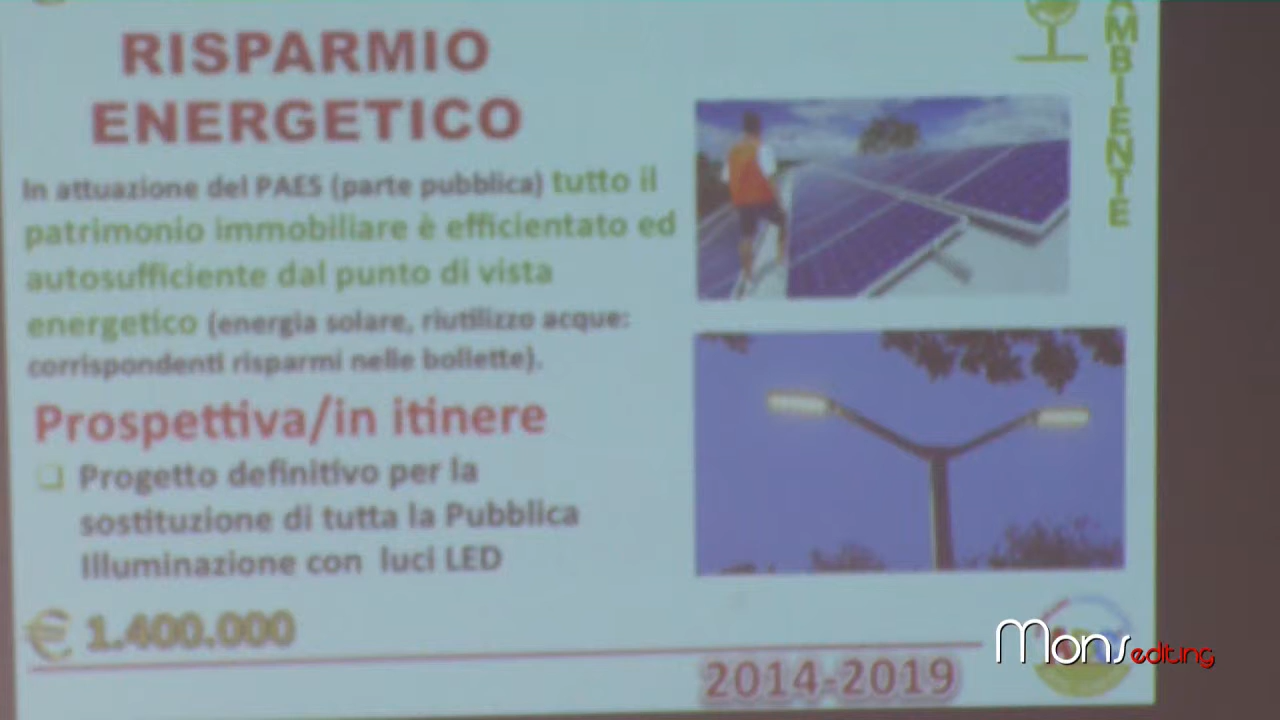 RISPARMIO
ENERGETICO
In attuazione del PAES (parte pubblica) tutto il
patrimonio immobiliare è efficientato ed
autosufficiente dal punto di vista
energetico (energia solare, riutilizzo acque:
corrispondenti risparmi nelle bollette).
Prospettiva/in itinere
Progetto definitivo per la
sostituzione di tutta la Pubblica
Illuminazione con luci LED
€ 1.400.000
2014-2019
AMBIENTE
Mons editing